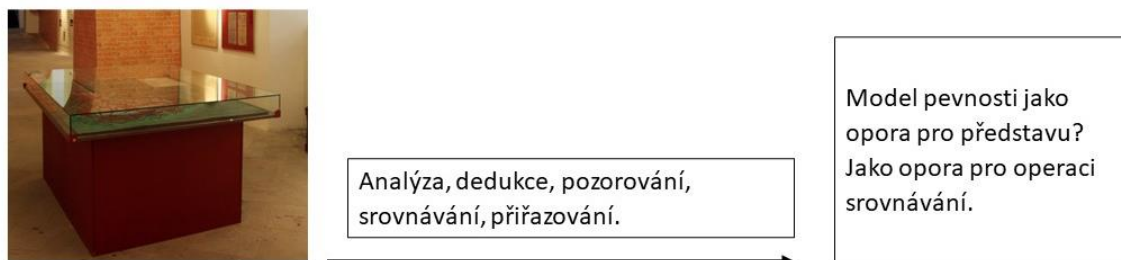 Analýza, dedukce, pozorování,
srovnávání, přiřazování.
Model pevnosti jako
opora pro představu?
Jako opora pro operaci
srovnávání.